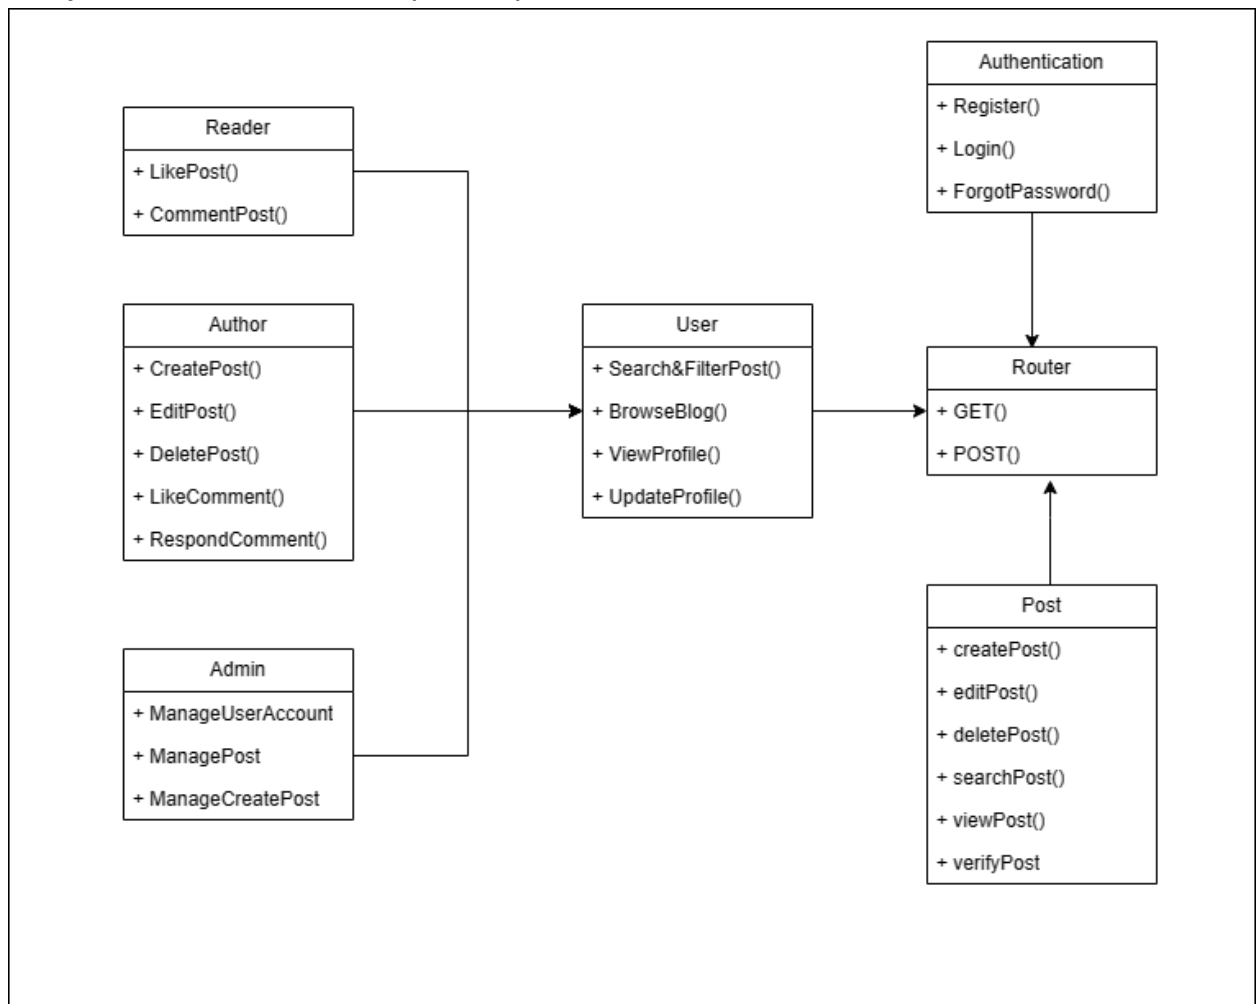 Reader
+ LikePost()
+ CommentPost()
Author
+ CreatePost()
+ EditPost()
+ DeletePost()
+ LikeComment()
+ RespondComment()
Admin
+ ManageUserAccount
+ ManagePost
+ ManageCreatePost
User
+ Search&FilterPost()
+ BrowseBlog()
+ ViewProfile()
+ UpdateProfile()
Authentication
+ Register()
+ Login()
+ ForgotPassword()
Router
+ GET()
+ POST()
Post
+ createPost()
+ editPost()
+ deletePost()
+ searchPost()
+ viewPost()
+ verifyPost